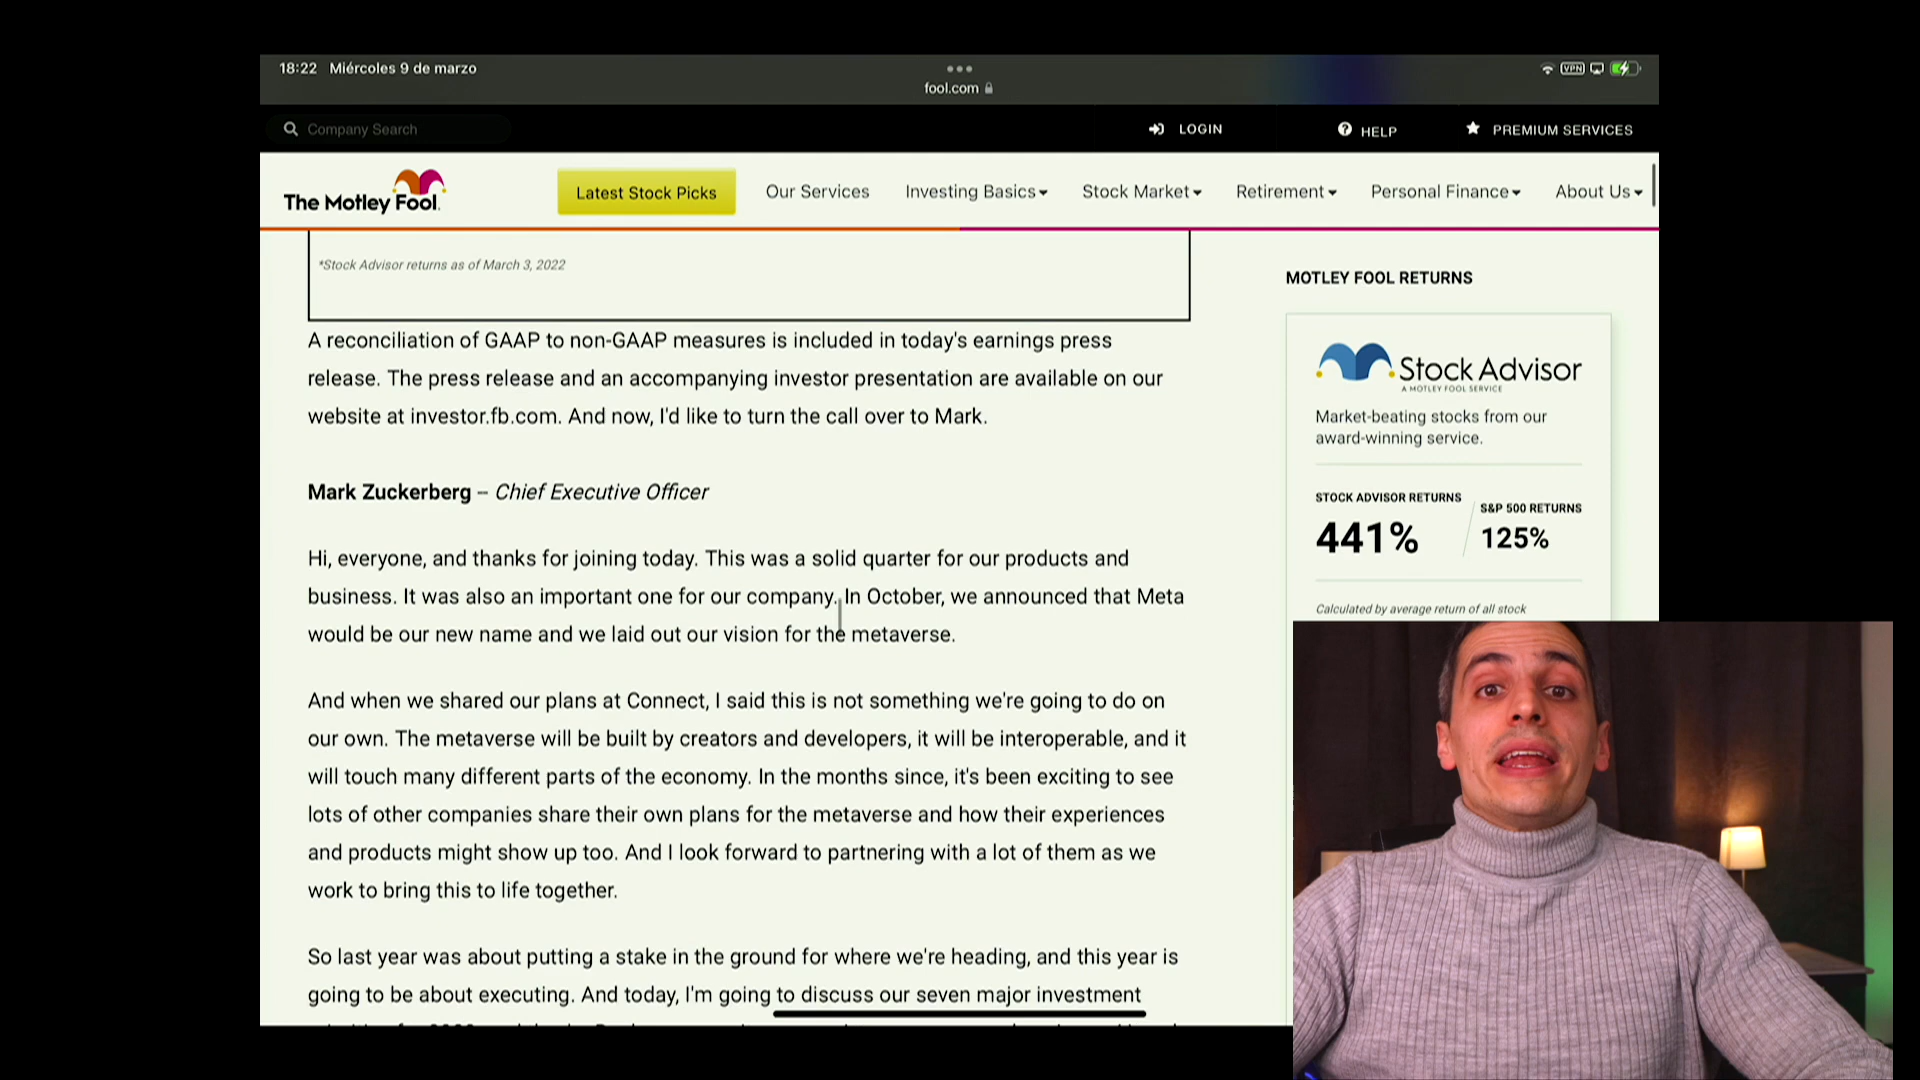 18:22 Miércoles 9 de marzo
fool.com
VPN
Company Search
LOGIN
HELP
PREMIUM SERVICES
The Motley Fool.
Latest Stock Picks
Our Services
Investing Basics
Stock Market
Retirement
Personal Finance
About Us
*Stock Advisor returns as of March 3, 2022
A reconciliation of GAAP to non-GAAP measures is included in today's earnings press
release. The press release and an accompanying investor presentation are available on our
website at investor.fb.com. And now, I'd like to turn the call over to Mark.
Mark Zuckerberg -- Chief Executive Officer
Hi, everyone, and thanks for joining today. This was a solid quarter for our products and
business. It was also an important one for our company. In October, we announced that Meta
would be our new name and we laid out our vision for the metaverse.
And when we shared our plans at Connect, I said this is not something we're going to do on
our own. The metaverse will be built by creators and developers, it will be interoperable, and it
will touch many different parts of the economy. In the months since, it's been exciting to see
lots of other companies share their own plans for the metaverse and how their experiences
and products might show up too. And I look forward to partnering with a lot of them as we
work to bring this to life together.
So last year was about putting a stake in the ground for where we're heading, and this year is
going to be about executing. And today, I'm going to discuss our seven major investment
MOTLEY FOOL RETURNS
Stock Advisor
A MOTLEY FOOL SERVICE
Market-beating stocks from our
award-winning service.
STOCK ADVISOR RETURNS
441%
S&P 500 RETURNS
125%
Calculated by average return of all stock